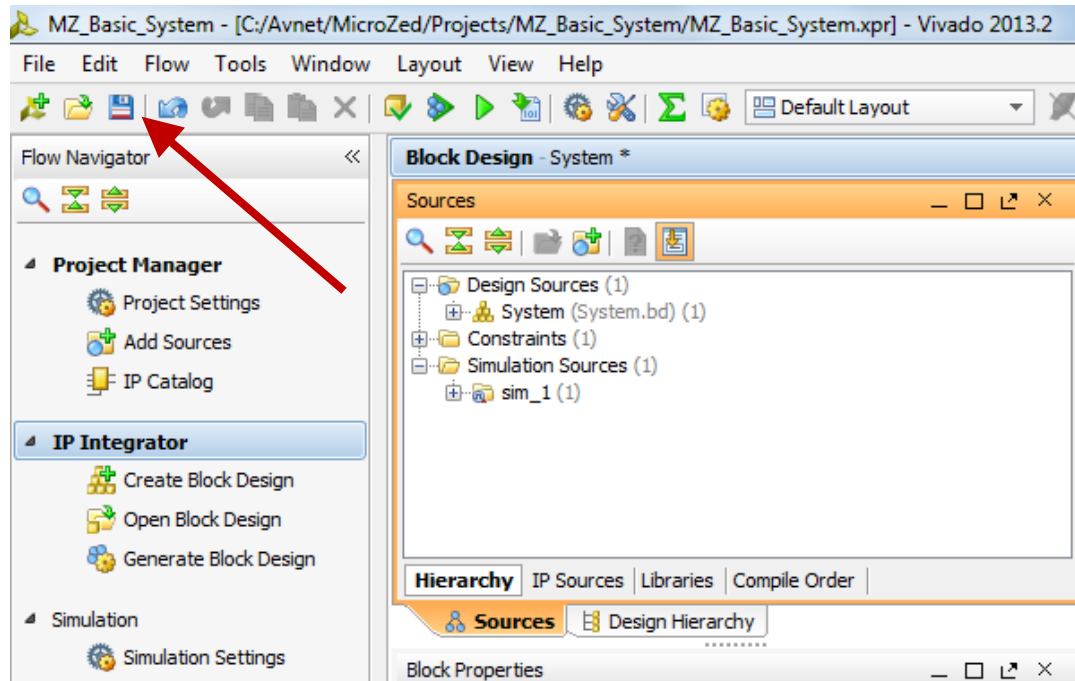 MZ_Basic_System - [C:/Avnet/MicroZed/Projects/MZ_Basic_System/MZ_Basic_System.xpr] - Vivado 2013.2
File Edit Flow Tools Window Layout View Help
Default Layout
Flow Navigator
Project Manager
Project Settings
Add Sources
IP Catalog
IP Integrator
Create Block Design
Open Block Design
Generate Block Design
Simulation
Simulation Settings
Block Design - System *
Sources
Design Sources (1)
System (System.bd) (1)
Constraints (1)
Simulation Sources (1)
sim_1 (1)
Hierarchy IP Sources Libraries Compile Order
Sources Design Hierarchy
Block Properties